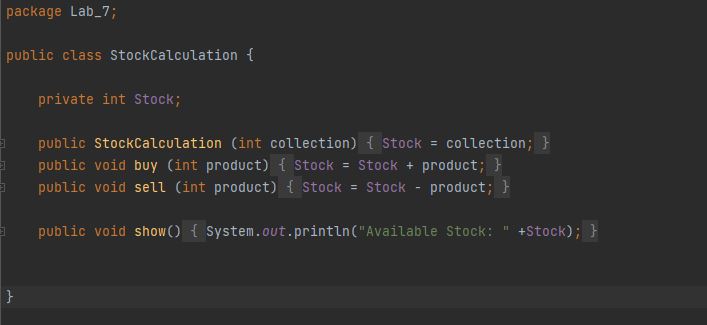 package Lab_7;
public class StockCalculation {
private int Stock;
public StockCalculation (int collection) { Stock = collection; }
public void buy (int product) { Stock = Stock + product; }
public void sell (int product) { Stock = Stock - product; }
public void show() { System.out.println("Available Stock: " +Stock); }
}